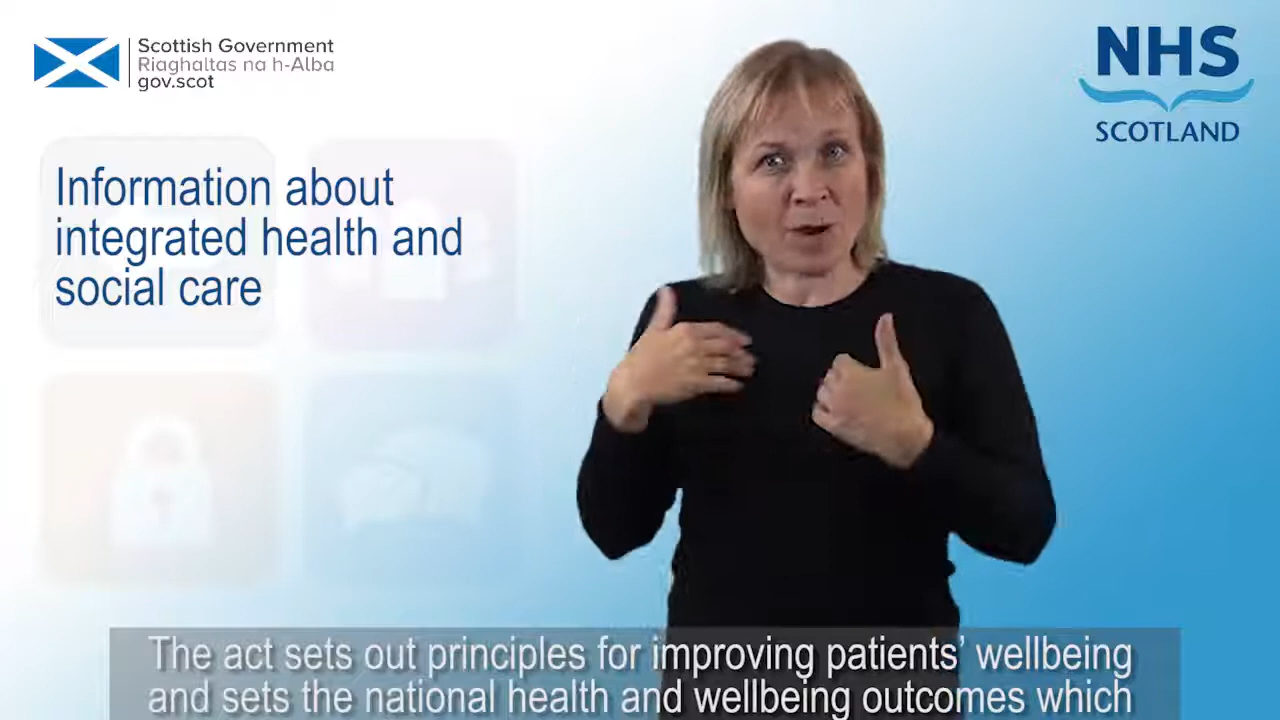 Scottish Government
Riaghaltas na h-Alba
gov.scot
NHS
SCOTLAND
Information about
integrated health and
social care
The act sets out principles for improving patients’ wellbeing
and sets the national health and wellbeing outcomes which